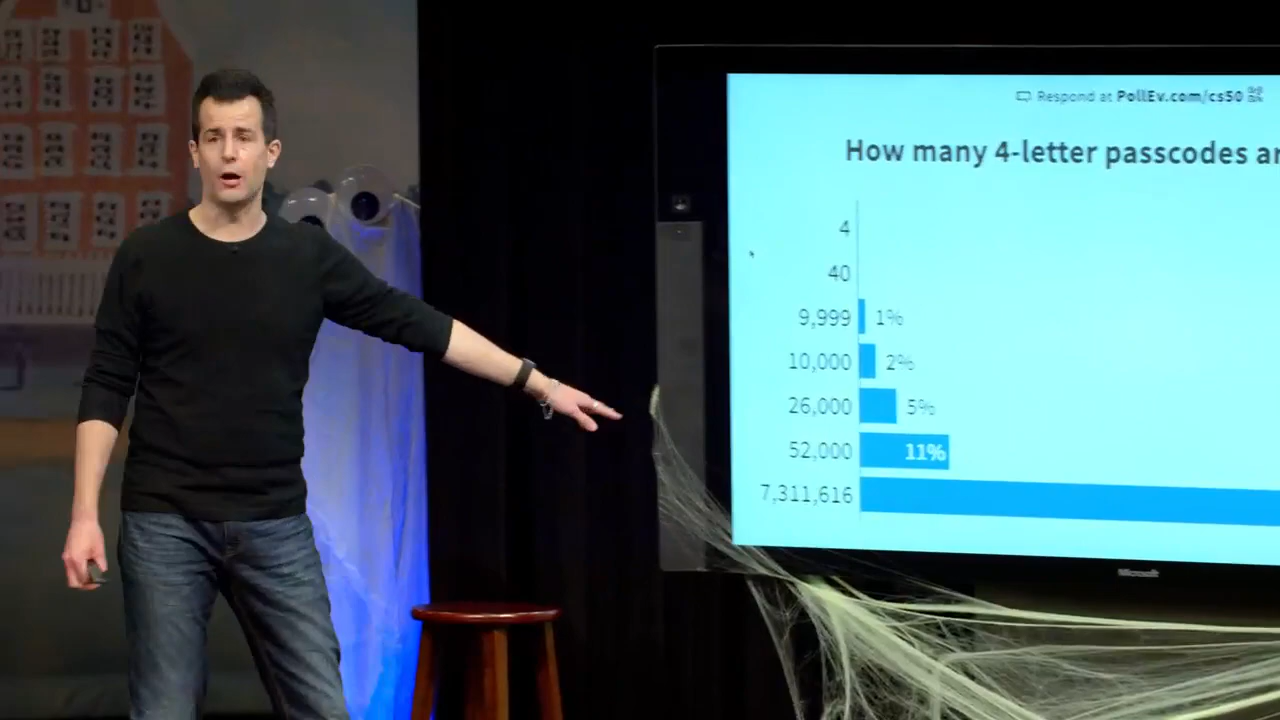 Respond at PollEv.com/cs50
How many 4-letter passcodes
4
40
9,999 1%
10,000 2%
26,000 5%
52,000 11%
7,311,616
Microsoft